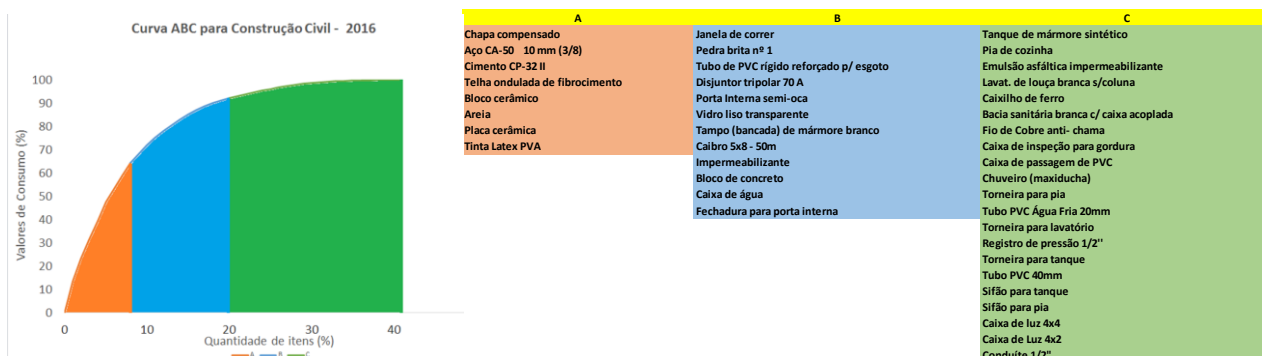 Curva ABC para Construção Civil - 2016
Valores de Consumo (%)
100
90
80
70
60
50
40
30
20
10
0
0 10 20 30 40
Quantidade de itens (%)
A B C
A
Chapa compensado
Aço CA-50 10 mm (3/8)
Cimento CP-32 II
Telha ondulada de fibrocimento
Bloco cerâmico
Areia
Placa cerâmica
Tinta Latex PVA
B
Janela de correr
Pedra brita nº 1
Tubo de PVC rígido reforçado p/ esgoto
Disjuntor tripolar 70 A
Porta Interna semi-oca
Vidro liso transparente
Tampo (bancada) de mármore branco
Caibro 5x8 - 50m
Impermeabilizante
Bloco de concreto
Caixa de água
Fechadura para porta interna
C
Tanque de mármore sintético
Pia de cozinha
Emulsão asfáltica impermeabilizante
Lavat. de louça branca s/coluna
Caixilho de ferro
Bacia sanitária branca c/ caixa acoplada
Fio de Cobre anti- chama
Caixa de inspeção para gordura
Caixa de passagem de PVC
Chuveiro (maxiducha)
Torneira para pia
Tubo PVC Água Fria 20mm
Torneira para lavatório
Registro de pressão 1/2''
Torneira para tanque
Tubo PVC 40mm
Sifão para tanque
Sifão para pia
Caixa de luz 4x4
Caixa de Luz 4x2
Conduíte 1/2"